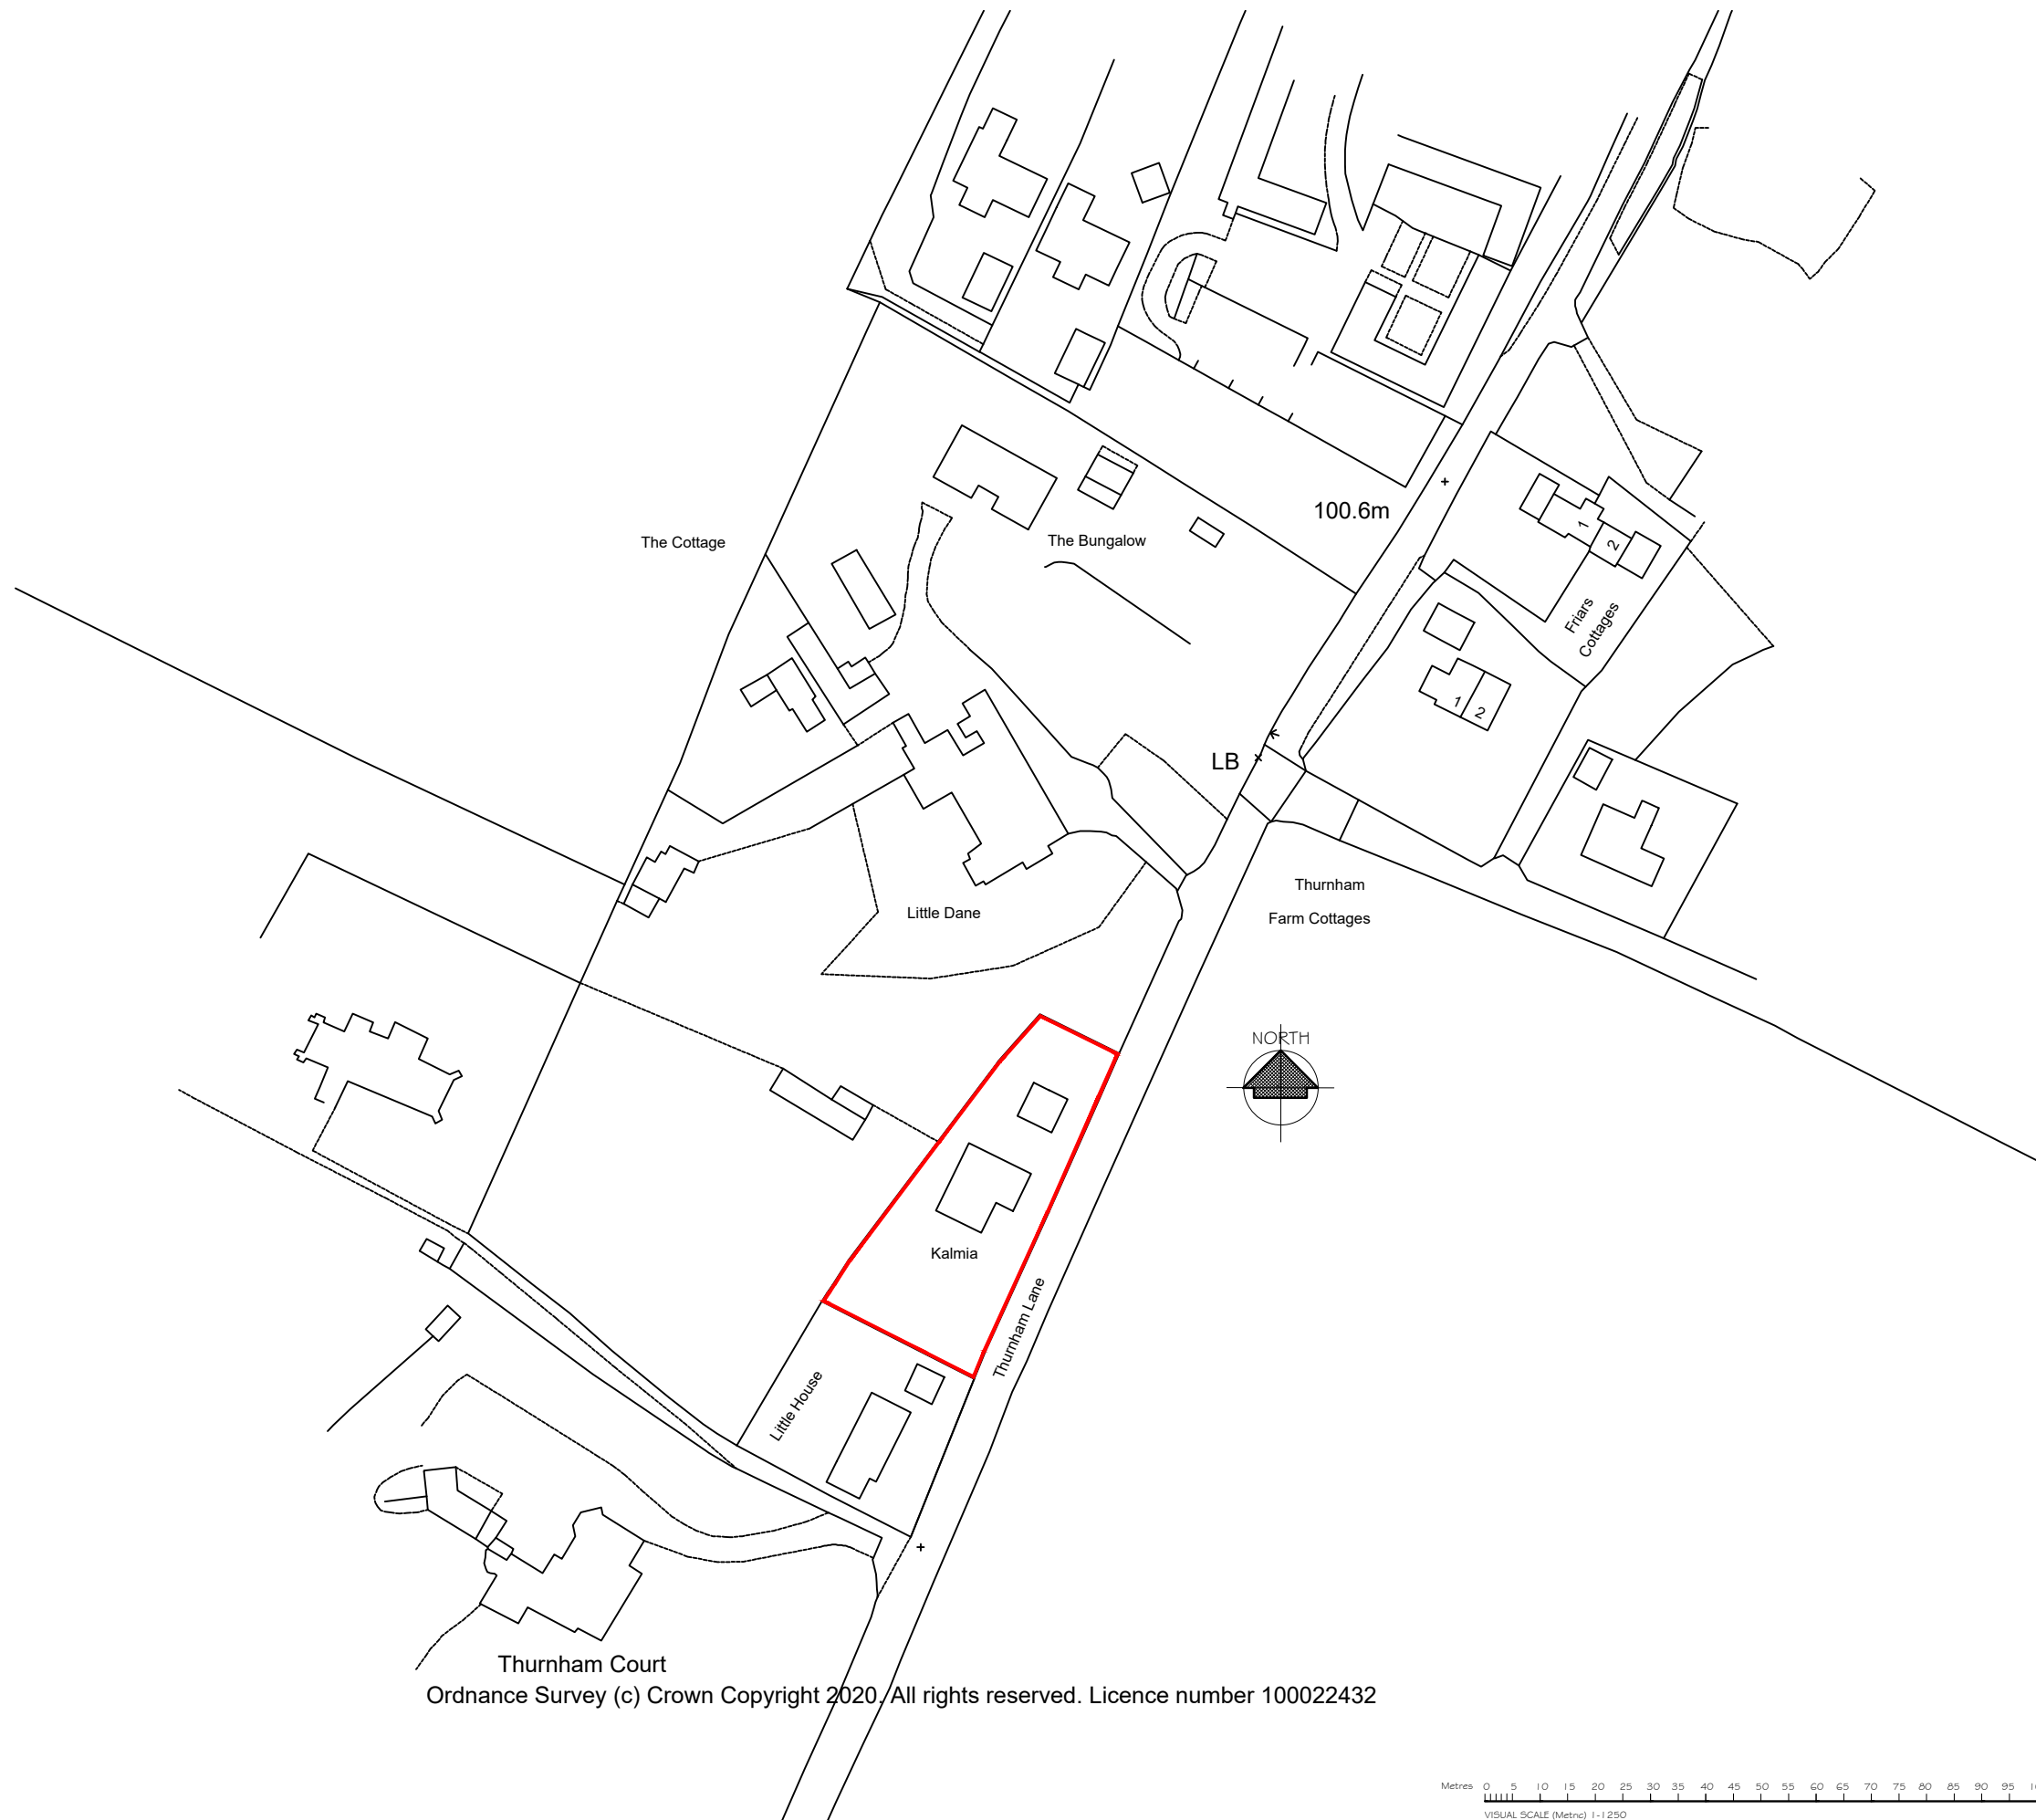 100.6m
The Cottage
The Bungalow
1
2
Friars
Cottages
1
2
LB
Thurnham
Farm Cottages
Little Dane
NORTH
Kalmia
Thurnham Lane
Little House
Thurnham Court
Ordnance Survey (c) Crown Copyright 2020. All rights reserved. Licence number 100022432
Metres 0 5 10 15 20 25 30 35 40 45 50 55 60 65 70 75 80 85 90 95
VISUAL SCALE (Metric) 1-1250